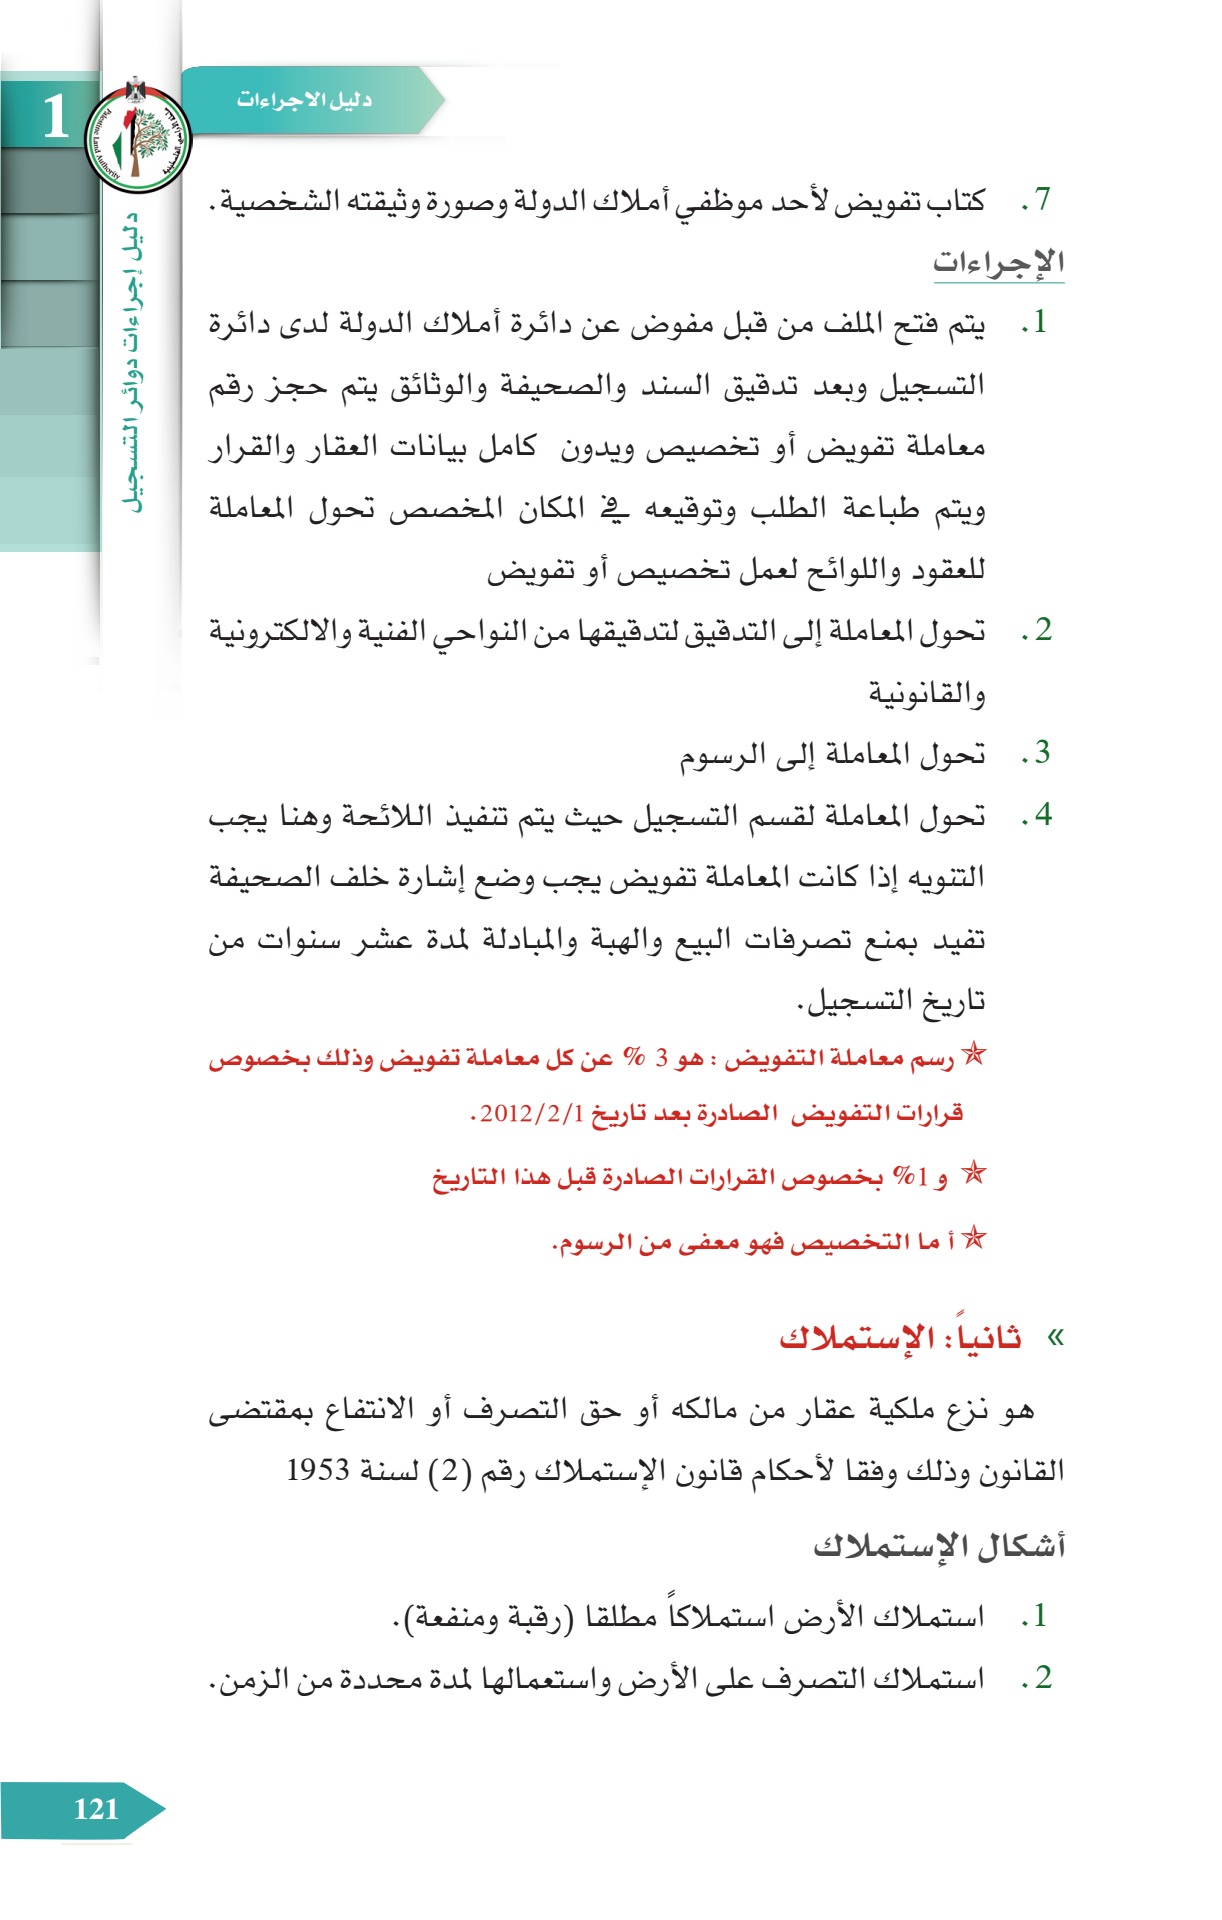 دليل الاجراءات
1
Palestine Land Authority
دليل إجراءات دوائر التسجيل
7. كتاب تفويض لأحد موظفي أملاك الدولة وصورة وثيقته الشخصية.
الإجراءات
1. يتم فتح الملف من قبل مفوض عن دائرة أملاك الدولة لدى دائرة
التسجيل وبعد تدقيق السند والصحيفة والوثائق يتم حجز رقم
معاملة تفويض أو تخصيص ويدون كامل بيانات العقار والقرار
ويتم طباعة الطلب وتوقيعه في المكان المخصص تحول المعاملة
للعقود واللوائح لعمل تخصيص أو تفويض
2. تحول المعاملة إلى التدقيق لتدقيقها من النواحي الفنية والالكترونية
والقانونية
3. تحول المعاملة إلى الرسوم
4. تحول المعاملة لقسم التسجيل حيث يتم تنفيذ اللائحة وهنا يجب
التنويه إذا كانت المعاملة تفويض يجب وضع إشارة خلف الصحيفة
تفيد بمنع تصرفات البيع والهبة والمبادلة لمدة عشر سنوات من
تاريخ التسجيل.
✯ رسم معاملة التفويض : هو 3 % عن كل معاملة تفويض وذلك بخصوص
قرارات التفويض الصادرة بعد تاريخ 2012/2/1.
✯ و 1% بخصوص القرارات الصادرة قبل هذا التاريخ
✯ أ ما التخصيص فهو معفى من الرسوم.
» ثانياً: الإستملاك
هو نزع ملكية عقار من مالكه أو حق التصرف أو الانتفاع بمقتضى
القانون وذلك وفقا لأحكام قانون الإستملاك رقم (2) لسنة 1953
أشكال الإستملاك
1. استملاك الأرض استملاكاً مطلقا (رقبة ومنفعة).
2. استملاك التصرف على الأرض واستعمالها لمدة محددة من الزمن.
121